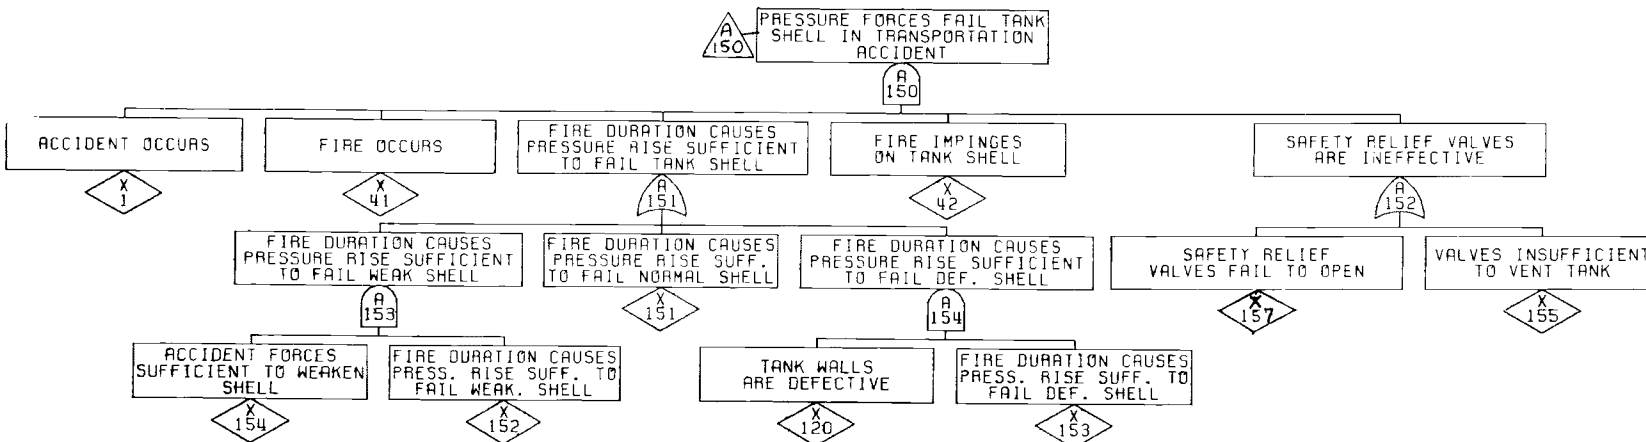 PRESSURE FORCES FAIL TANK
SHELL IN TRANSPORTATION
ACCIDENT
A
150
A
150
ACCIDENT OCCURS
X
1
FIRE OCCURS
X
41
FIRE DURATION CAUSES
PRESSURE RISE SUFFICIENT
TO FAIL TANK SHELL
A
151
FIRE IMPINGES
ON TANK SHELL
X
42
SAFETY RELIEF VALVES
ARE INEFFECTIVE
A
152
FIRE DURATION CAUSES
PRESSURE RISE SUFFICIENT
TO FAIL WEAK SHELL
A
153
FIRE DURATION CAUSES
PRESSURE RISE SUFF.
TO FAIL NORMAL SHELL
X
151
FIRE DURATION CAUSES
PRESSURE RISE SUFFICIENT
TO FAIL DEF. SHELL
A
154
SAFETY RELIEF
VALVES FAIL TO OPEN
X
157
VALVES INSUFFICIENT
TO VENT TANK
X
155
ACCIDENT FORCES
SUFFICIENT TO WEAKEN
SHELL
X
154
FIRE DURATION CAUSES
PRESS. RISE SUFF. TO
FAIL WEAK. SHELL
X
152
TANK WALLS
ARE DEFECTIVE
X
120
FIRE DURATION CAUSES
PRESS. RISE SUFF. TO
FAIL DEF. SHELL
X
153